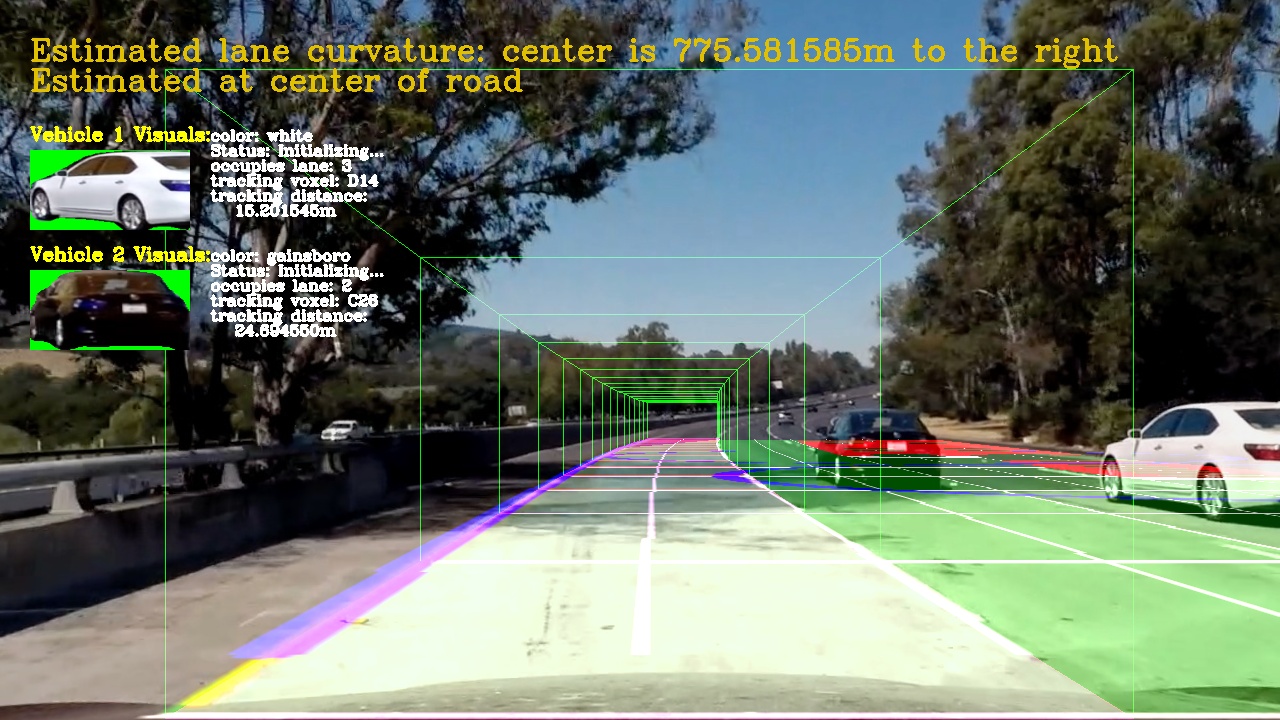 Estimated lane curvature: center is 775.581585m to the right
Estimated at center of road
Vehicle 1 Visuals:
color: white
Status: Initializing...
occupies lane: 3
tracking voxel: D14
tracking distance:
15.201545m
Vehicle 2 Visuals:
color: gainsboro
Status: Initializing...
occupies lane: 2
tracking voxel: C26
tracking distance:
24.694550m